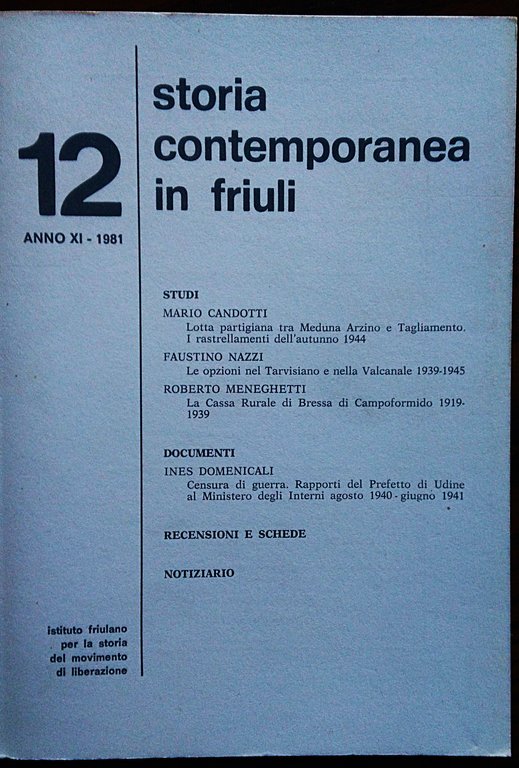 storia
contemporanea
in friuli
12
ANNO XI - 1981
STUDI
MARIO CANDOTTI
Lotta partigiana tra Meduna Arzino e Tagliamento.
I rastrellamenti dell'autunno 1944
FAUSTINO NAZZI
Le opzioni nel Tarvisiano e nella Valcanale 1939-1945
ROBERTO MENEGHETTI
La Cassa Rurale di Bressa di Campoformido 1919-
1939
DOCUMENTI
INES DOMENICALI
Censura di guerra. Rapporti del Prefetto di Udine
al Ministero degli Interni agosto 1940 - giugno 1941
RECENSIONI E SCHEDE
NOTIZIARIO
istituto friulano
per la storia
del movimento
di liberazione